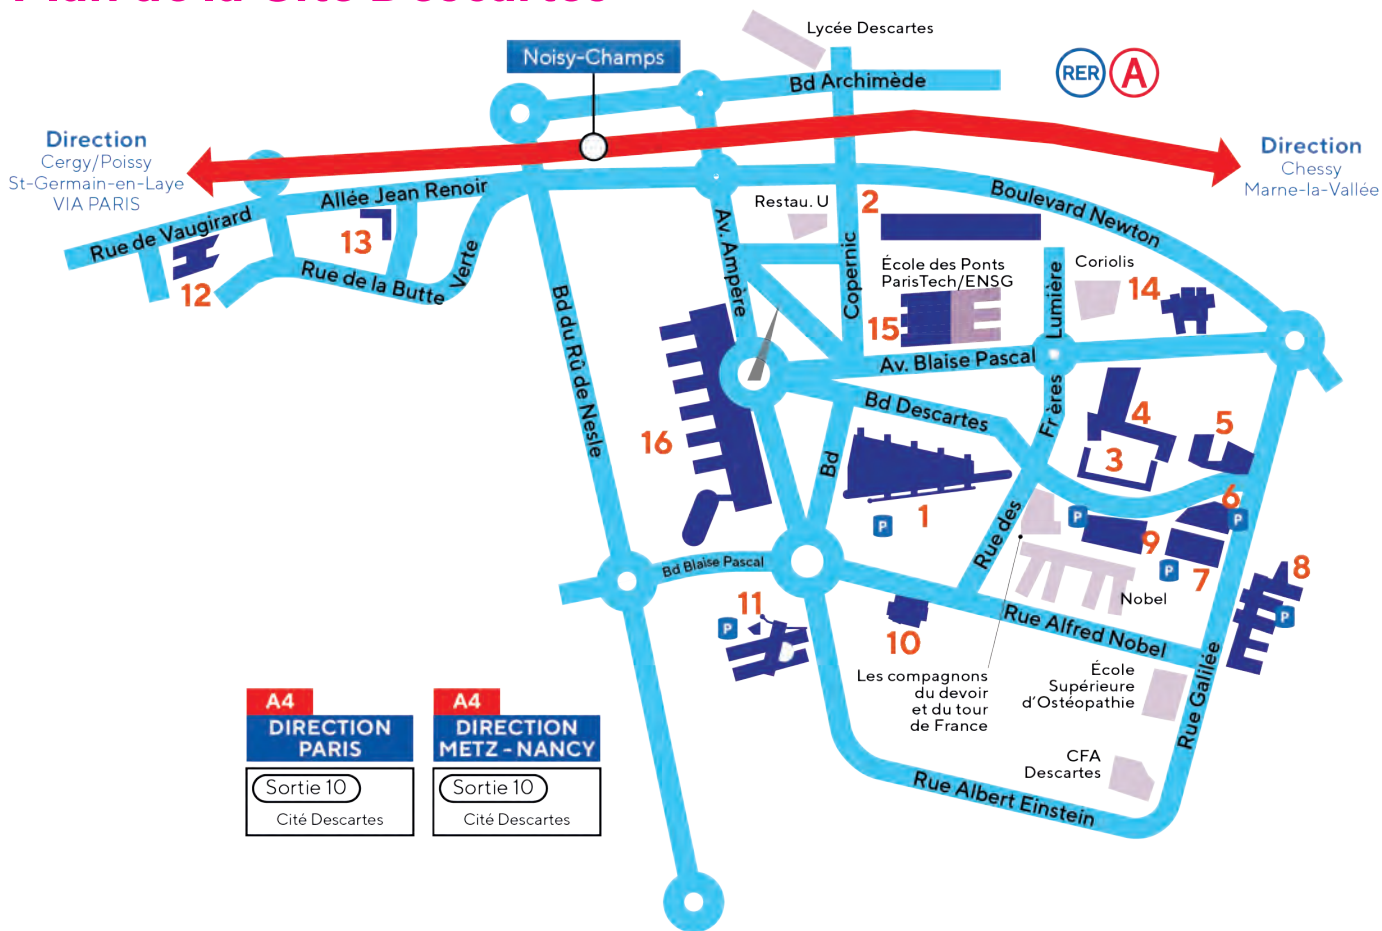 Plan de la Cité Descartes
Lycée Descartes
Noisy-Champs
Bd Archimède
RER A
Direction
Cergy/Poissy
St-Germain-en-Laye
VIA PARIS
Direction
Chessy
Marne-la-Vallée
Allée Jean Renoir
Rue de Vaugirard
Rue de la Butte Verte
12
13
Restau. U
2
Boulevard Newton
Av. Ampère
Copernic
École des Ponts
ParisTech/ENSG
15
Lumière
Coriolis
14
Bd du Rû de Nesle
Av. Blaise Pascal
Bd Descartes
Frères
4
5
3
16
Bd
1
P
Rue des
P
9
6
P
7
P
8
P
Bd Blaise Pascal
Nobel
11
P
10
Rue Alfred Nobel
Les compagnons
du devoir
et du tour
de France
École
Supérieure
d'Ostéopathie
Rue Galilée
CFA
Descartes
Rue Albert Einstein
A4
DIRECTION
PARIS
Sortie 10
Cité Descartes
A4
DIRECTION
METZ - NANCY
Sortie 10
Cité Descartes